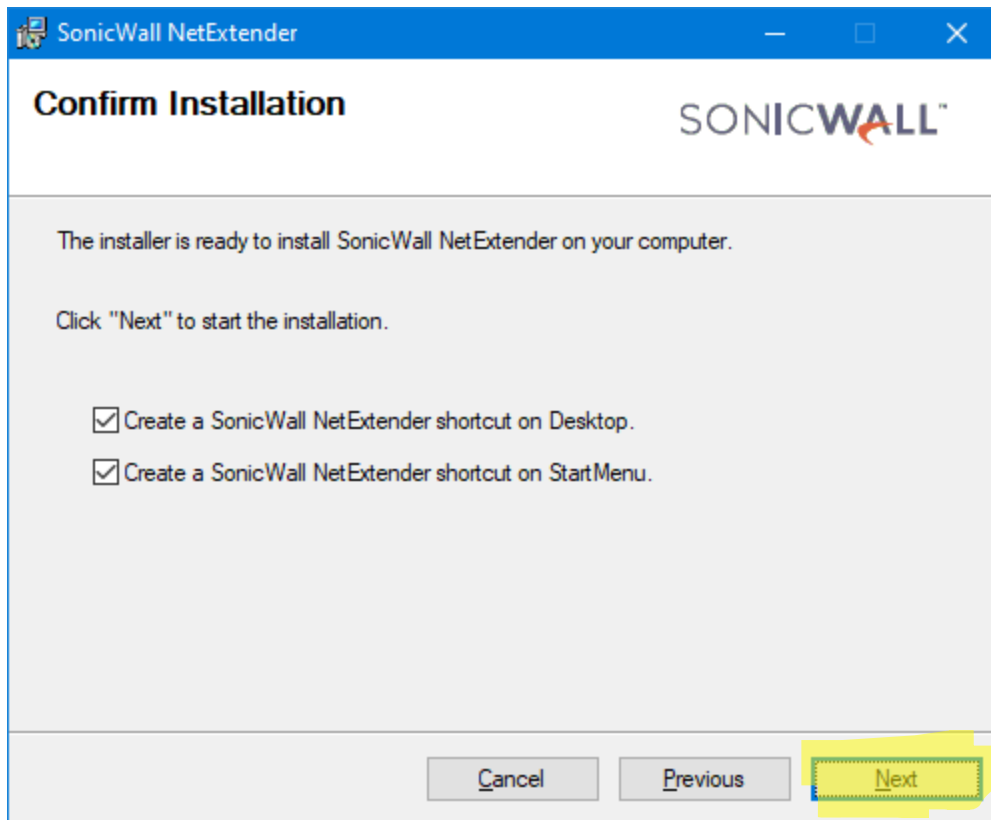 SonicWall NetExtender
Confirm Installation
SONICWALL™
The installer is ready to install SonicWall NetExtender on your computer.
Click "Next" to start the installation.
Create a SonicWall NetExtender shortcut on Desktop.
Create a SonicWall NetExtender shortcut on StartMenu.
Cancel Previous Next